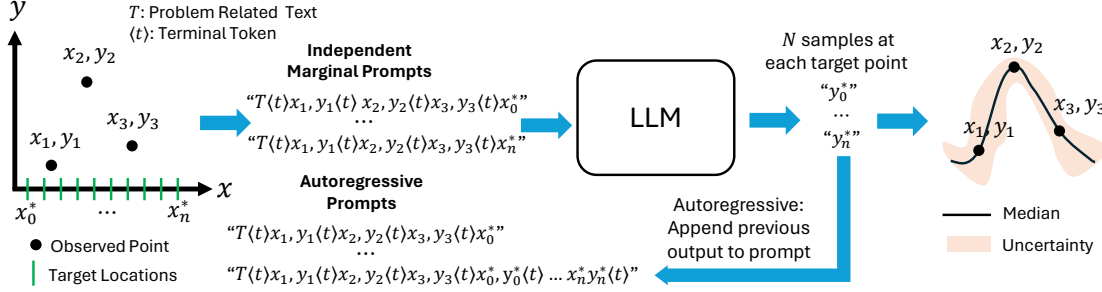 y
T: Problem Related Text
⟨t⟩: Terminal Token
x₂, y₂
x₃, y₃
x₁, y₁
x
x₀* ... xₙ*
Observed Point
Target Locations
Independent
Marginal Prompts
“T⟨t⟩x₁, y₁⟨t⟩ x₂, y₂⟨t⟩x₃, y₃⟨t⟩x₀*”
...
“T⟨t⟩x₁, y₁⟨t⟩x₂, y₂⟨t⟩x₃, y₃⟨t⟩xₙ*”
Autoregressive
Prompts
“T⟨t⟩x₁, y₁⟨t⟩x₂, y₂⟨t⟩x₃, y₃⟨t⟩x₀*”
...
“T⟨t⟩x₁, y₁⟨t⟩x₂, y₂⟨t⟩x₃, y₃⟨t⟩x₀*, y₀*⟨t⟩ ... xₙ*yₙ*⟨t⟩”
LLM
N samples at
each target point
“y₀*”
...
“yₙ*”
Autoregressive:
Append previous
output to prompt
x₂, y₂
x₃, y₃
x₁, y₁
Median
Uncertainty